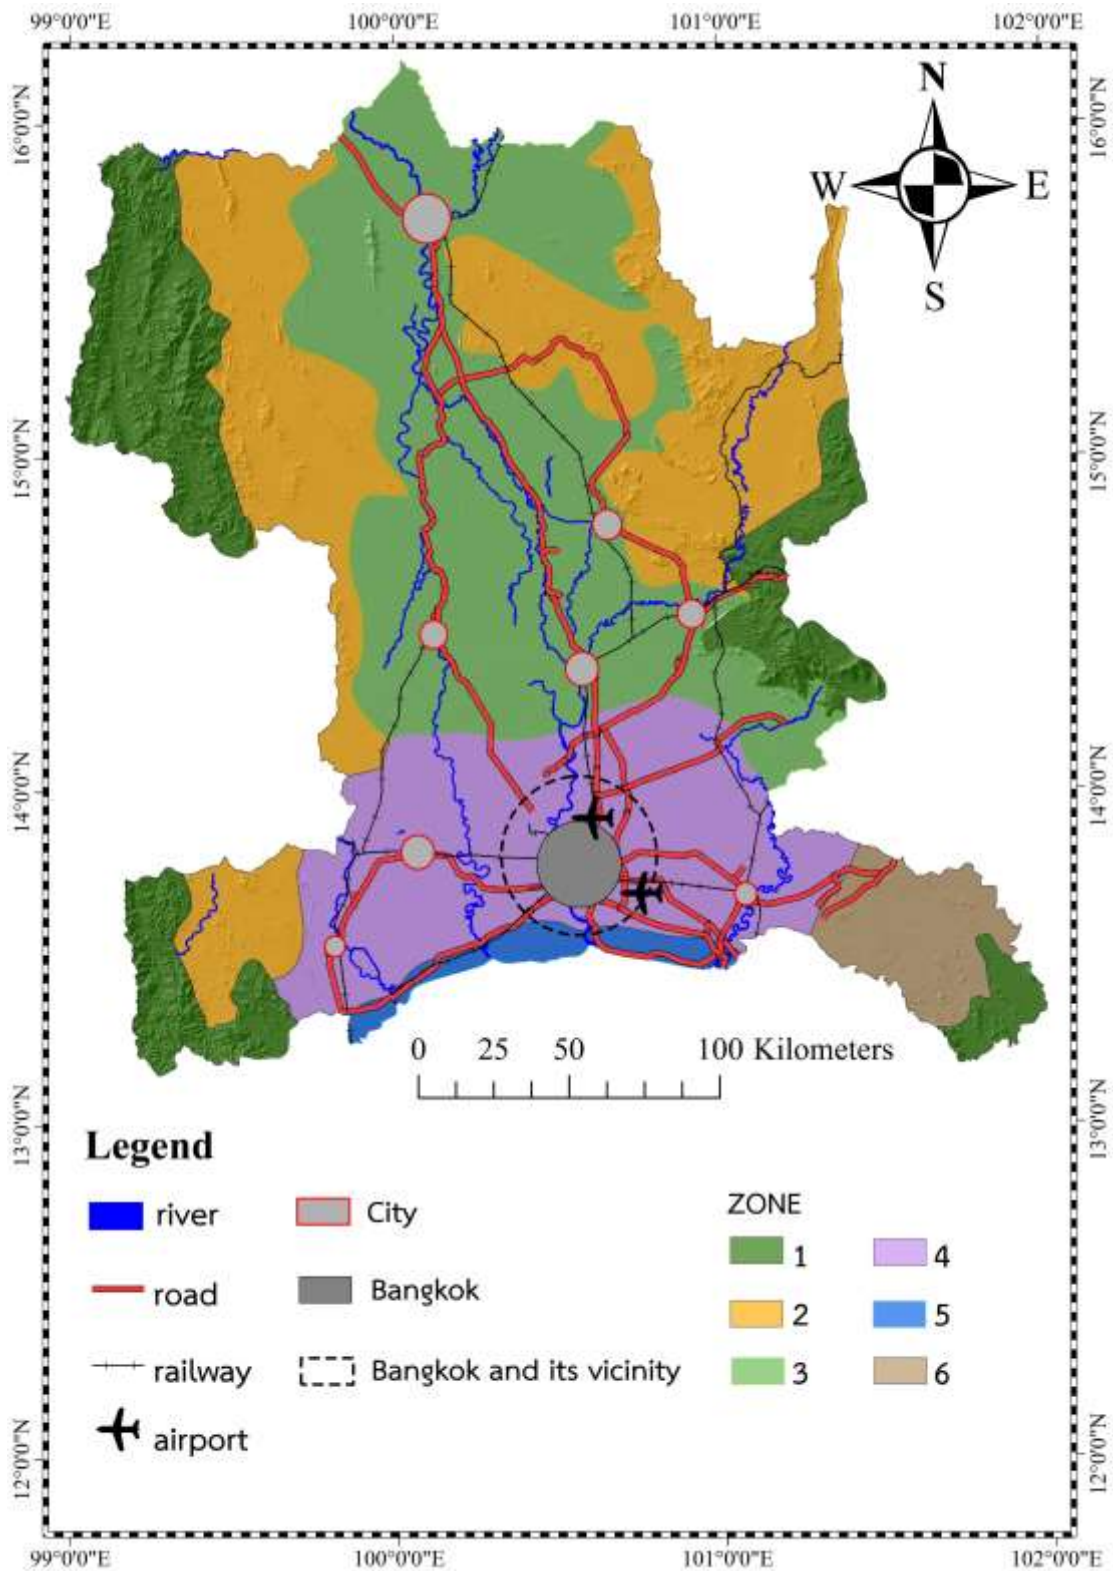 99°0'0"E 100°0'0"E 101°0'0"E 102°0'0"E
16°0'0"N 16°0'0"N
N
W E
S
15°0'0"N 15°0'0"N
14°0'0"N 14°0'0"N
0 25 50 100 Kilometers
13°0'0"N 13°0'0"N
Legend
river City ZONE
1 4
road Bangkok 2 5
railway Bangkok and its vicinity 3 6
airport
12°0'0"N 12°0'0"N
99°0'0"E 100°0'0"E 101°0'0"E 102°0'0"E